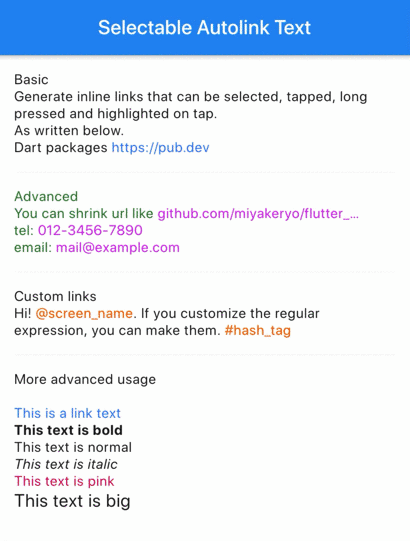 Selectable Autolink Text
Basic
Generate inline links that can be selected, tapped, long
pressed and highlighted on tap.
As written below.
Dart packages https://pub.dev
Advanced
You can shrink url like github.com/miyakeryo/flutter_…
tel: 012-3456-7890
email: mail@example.com
Custom links
Hi! @screen_name. If you customize the regular
expression, you can make them. #hash_tag
More advanced usage
This is a link text
This text is bold
This text is normal
This text is italic
This text is pink
This text is big